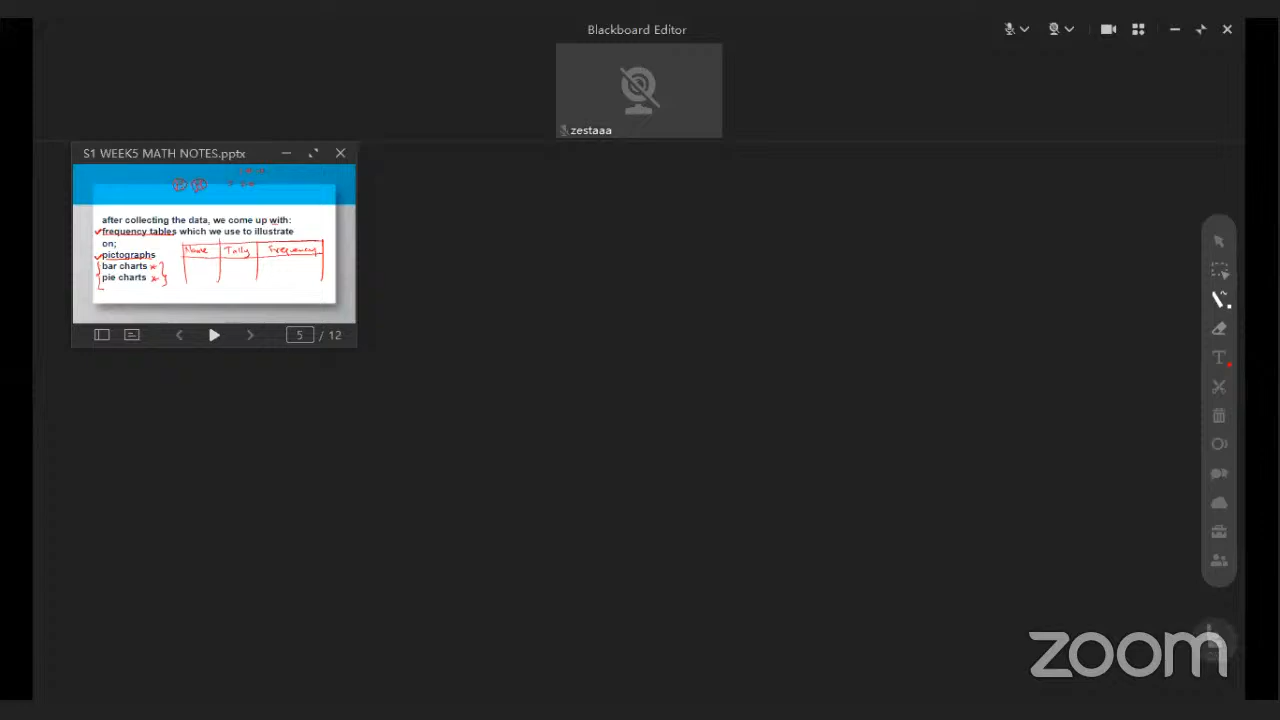 Blackboard Editor
zestaaa
S1 WEEK5 MATH NOTES.pptx
after collecting the data, we come up with:
frequency tables which we use to illustrate
on;
Name Tally Frequency
pictographs
bar charts
pie charts
5 / 12
zoom